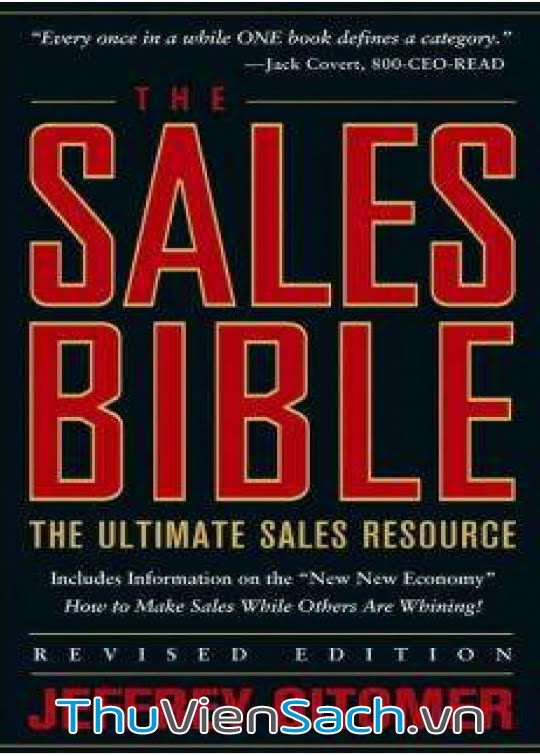 "Every once in a while ONE book defines a category."
—Jack Covert, 800-CEO-READ
THE
SALES
BIBLE
THE ULTIMATE SALES RESOURCE
Includes Information on the "New New Economy"
How to Make Sales While Others Are Whining!
REVISED EDITION
JEFFREY GITOMER
ThuVienSach.vn